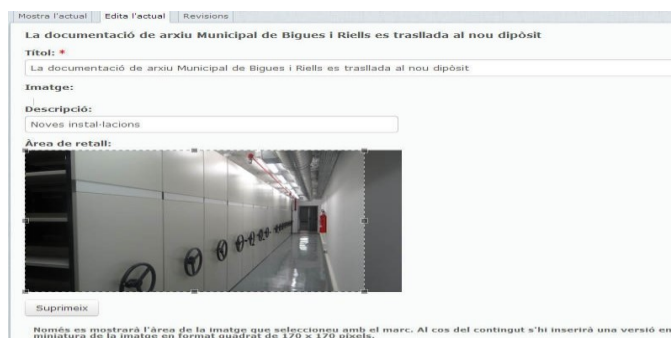 Mostra l'actual Edita l'actual Revisions
La documentació de arxiu Municipal de Bigues i Riells es trasllada al nou dipòsit
Títol: *
La documentació de arxiu Municipal de Bigues i Riells es trasllada al nou dipòsit
Imatge:
Descripció:
Noves instal·lacions
Àrea de retall:
Suprimeix
Només es mostrarà l'àrea de la imatge que seleccioneu amb el marc. Al cos del contingut s'hi inserirà una versió en
miniatura de la imatge en format quadrat de 170 x 170 píxels.